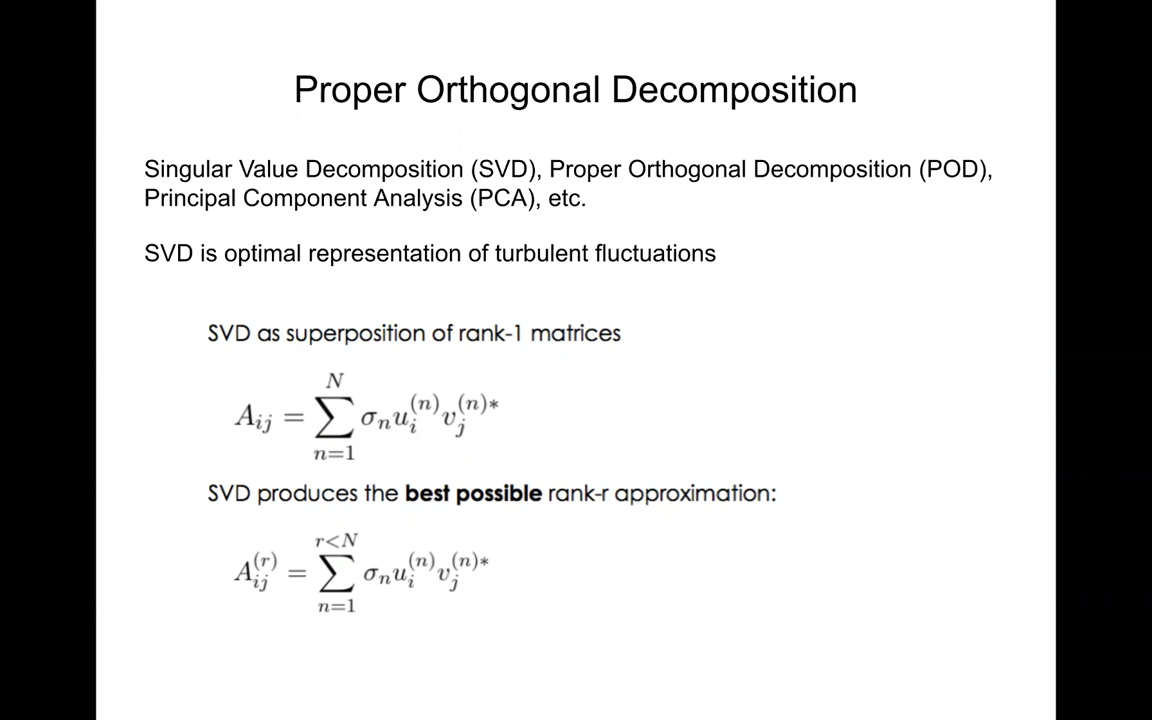 Proper Orthogonal Decomposition
Singular Value Decomposition (SVD), Proper Orthogonal Decomposition (POD),
Principal Component Analysis (PCA), etc.
SVD is optimal representation of turbulent fluctuations
SVD as superposition of rank-1 matrices
$A_{ij} = \sum_{n=1}^{N} \sigma_n u_i^{(n)} v_j^{(n)*}$
SVD produces the best possible rank-r approximation:
$A_{ij}^{(r)} = \sum_{n=1}^{r<N} \sigma_n u_i^{(n)} v_j^{(n)*}$